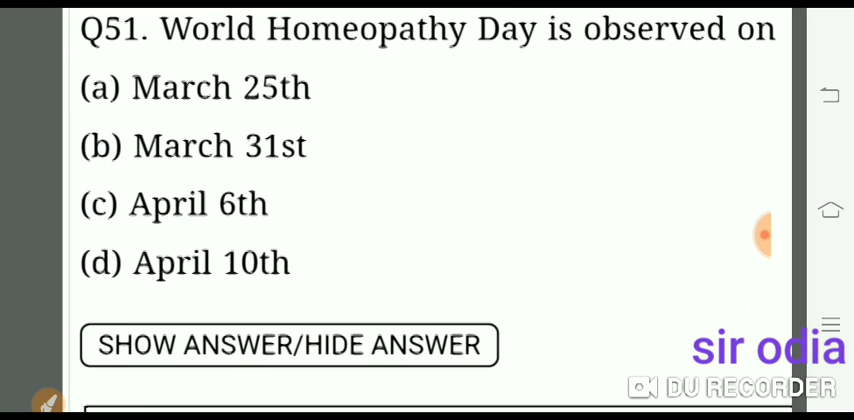 Q51. World Homeopathy Day is observed on
(a) March 25th
(b) March 31st
(c) April 6th
(d) April 10th
SHOW ANSWER/HIDE ANSWER
sir odia
DU RECORDER